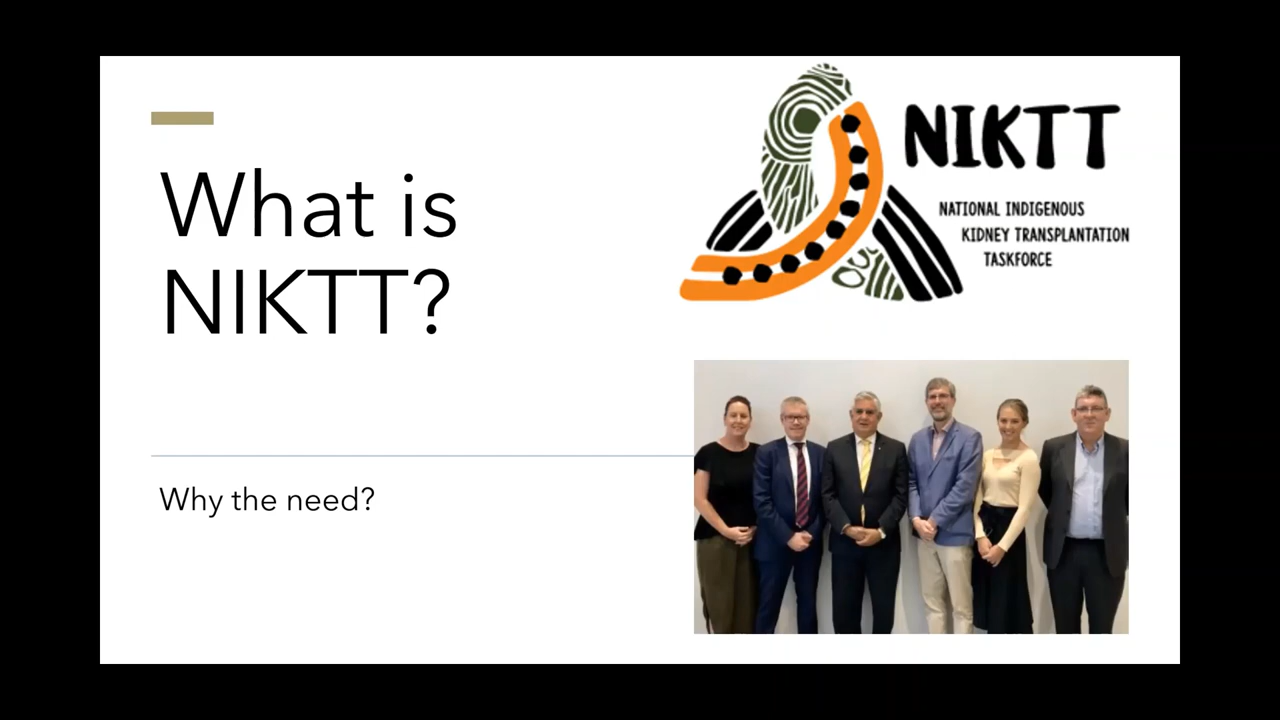 What is
NIKTT?
Why the need?
NIKTT
NATIONAL INDIGENOUS
KIDNEY TRANSPLANTATION
TASKFORCE